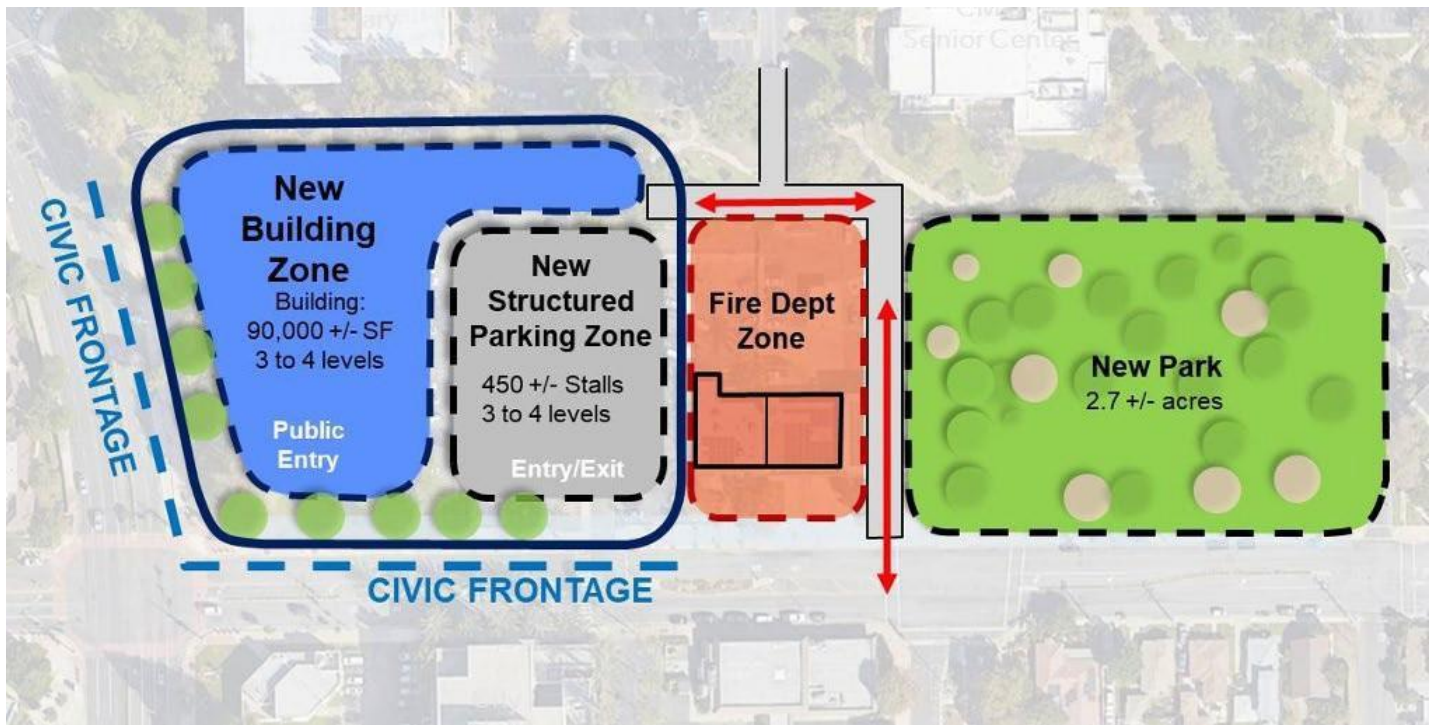 Senior Center
CIVIC FRONTAGE
New
Building
Zone
Building:
90,000 +/- SF
3 to 4 levels
Public
Entry
New
Structured
Parking Zone
450 +/- Stalls
3 to 4 levels
Entry/Exit
Fire Dept
Zone
New Park
2.7 +/- acres
CIVIC FRONTAGE